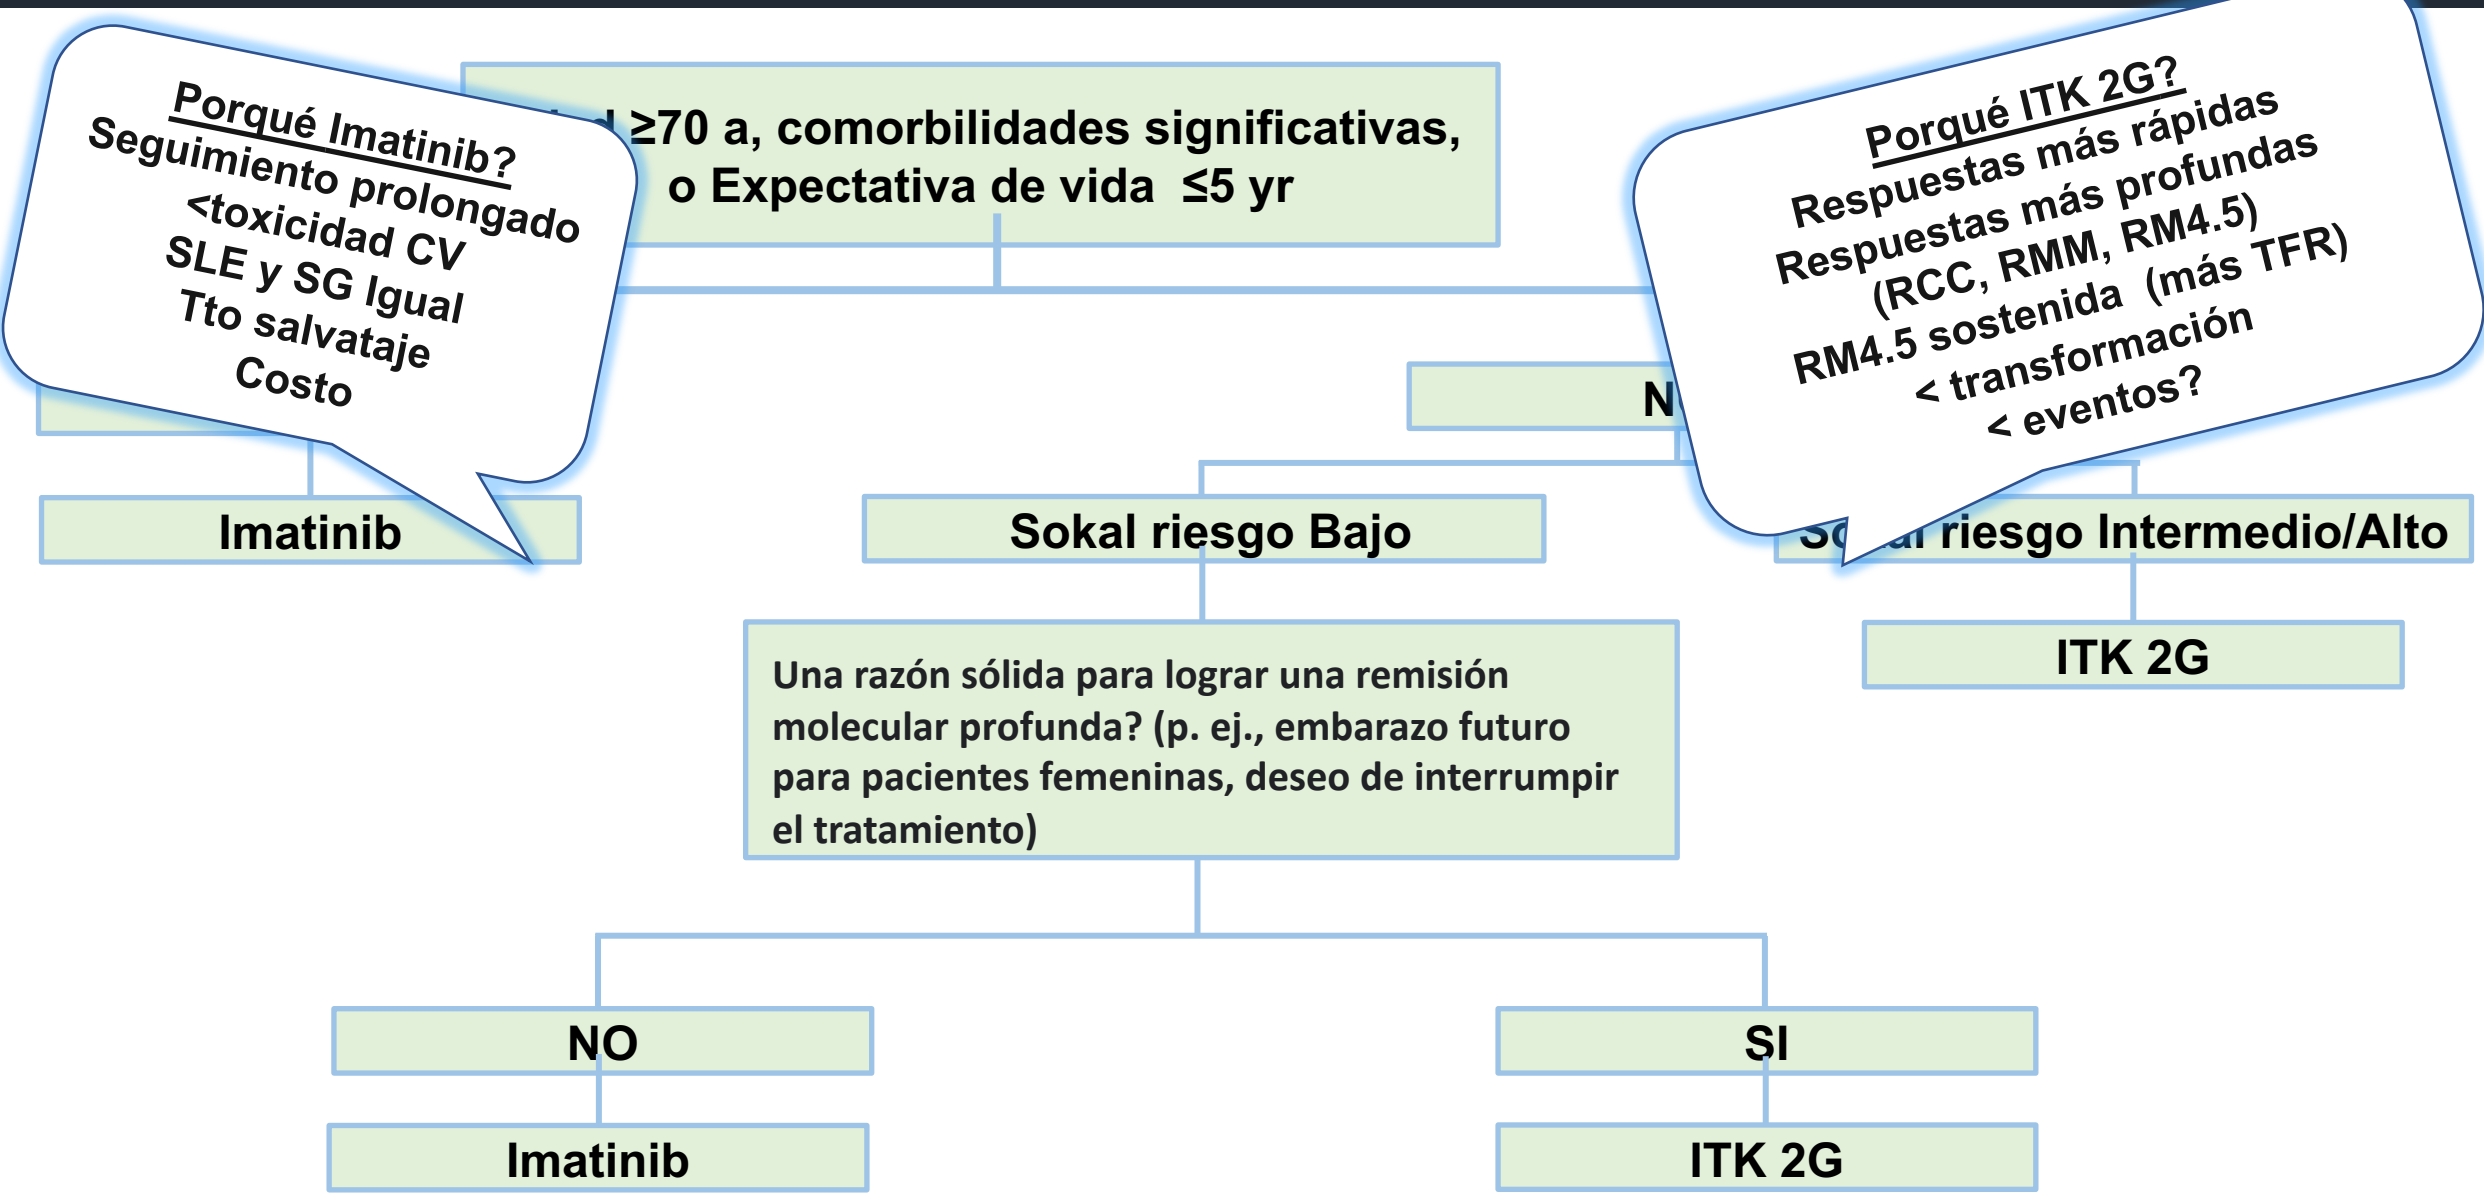 Porqué Imatinib?
Seguimiento prolongado
<toxicidad CV
SLE y SG Igual
Tto salvataje
Costo
≥70 a, comorbilidades significativas,
o Expectativa de vida ≤5 yr
Porqué ITK 2G?
Respuestas más rápidas
Respuestas más profundas
(RCC, RMM, RM4.5)
RM4.5 sostenida (más TFR)
< transformación
< eventos?
Imatinib
Sokal riesgo Bajo
riesgo Intermedio/Alto
Una razón sólida para lograr una remisión
molecular profunda? (p. ej., embarazo futuro
para pacientes femeninas, deseo de interrumpir
el tratamiento)
ITK 2G
NO
SI
Imatinib
ITK 2G